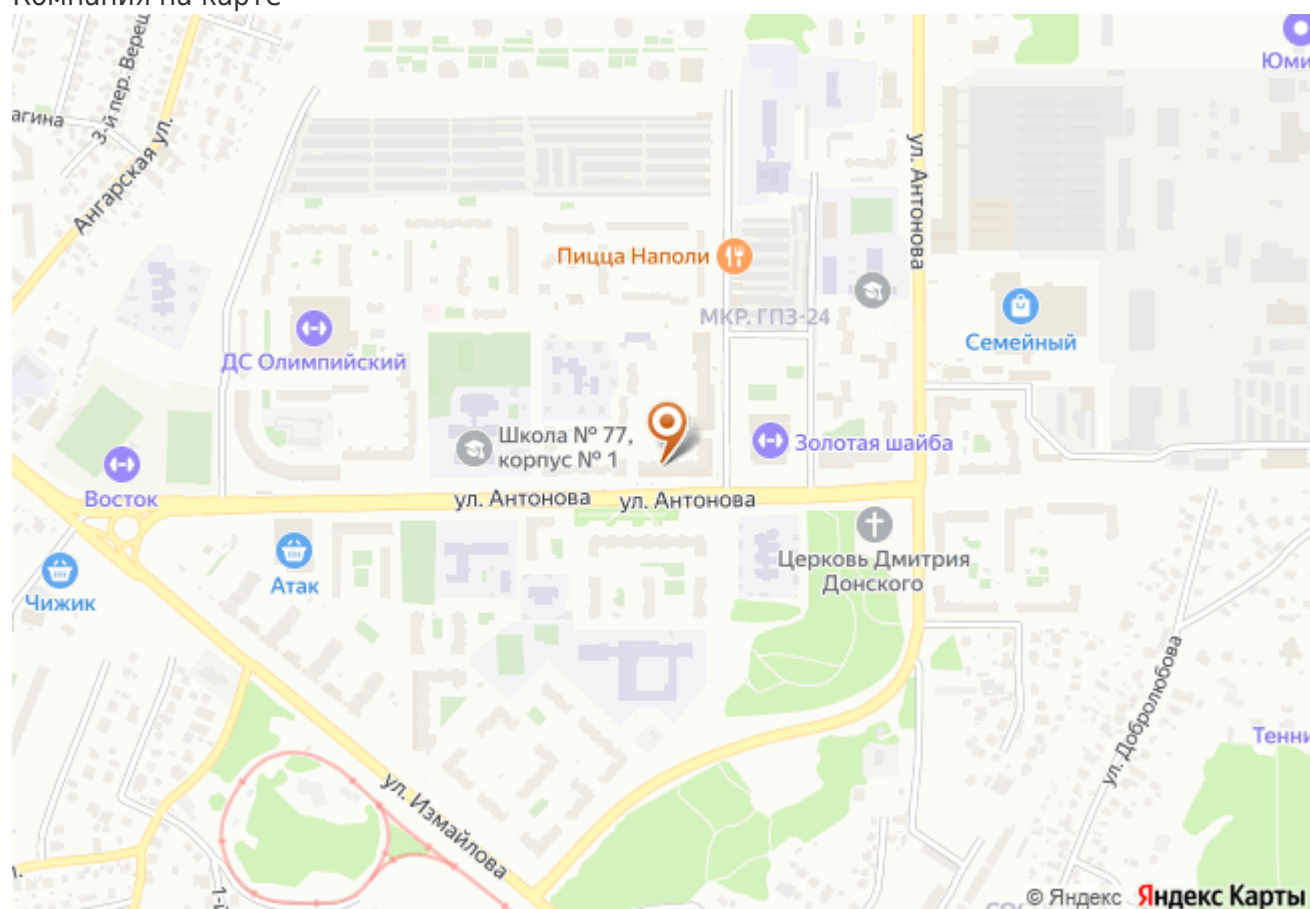 Компания на карте
3-й пер. Вереш
агина
Ангарская ул.
Юми
ул. Антонова
Пицца Наполи
МКР. ГПЗ-24
Семейный
ДС Олимпийский
Школа № 77,
корпус № 1
Золотая шайба
Восток
ул. Антонова
ул. Антонова
Церковь Дмитрия
Донского
Атак
Чижик
ул. Добролюбова
Тенни
ул. Измайлова
1-й
© Яндекс Яндекс Карты